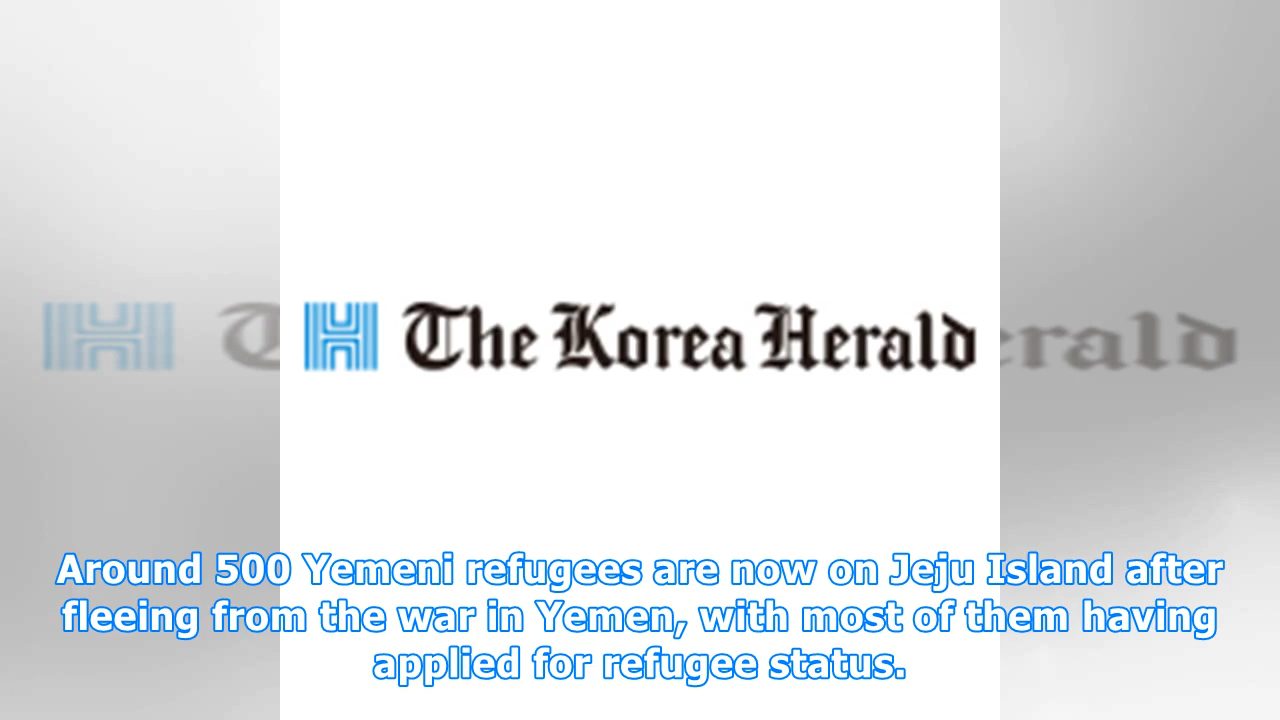 The Korea Herald
Around 500 Yemeni refugees are now on Jeju Island after
fleeing from the war in Yemen, with most of them having
applied for refugee status.